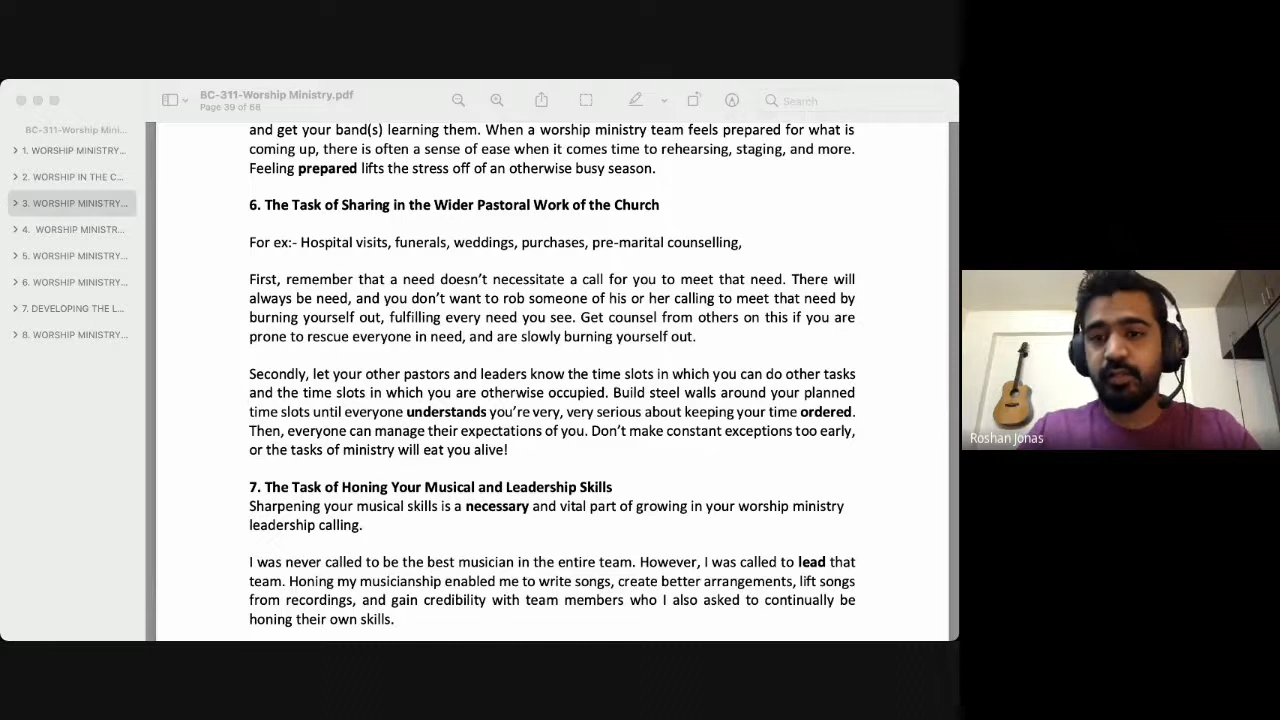 BC-311-Worship Ministry.pdf
Page 39 of 68
Search
BC-311-Worship Mini...
1. WORSHIP MINISTRY...
2. WORSHIP IN THE C...
3. WORSHIP MINISTRY...
4. WORSHIP MINISTR...
5. WORSHIP MINISTRY...
6. WORSHIP MINISTRY...
7. DEVELOPING THE L...
8. WORSHIP MINISTRY...
and get your band(s) learning them. When a worship ministry team feels prepared for what is
coming up, there is often a sense of ease when it comes time to rehearsing, staging, and more.
Feeling prepared lifts the stress off of an otherwise busy season.
6. The Task of Sharing in the Wider Pastoral Work of the Church
For ex:- Hospital visits, funerals, weddings, purchases, pre-marital counselling,
First, remember that a need doesn't necessitate a call for you to meet that need. There will
always be need, and you don't want to rob someone of his or her calling to meet that need by
burning yourself out, fulfilling every need you see. Get counsel from others on this if you are
prone to rescue everyone in need, and are slowly burning yourself out.
Secondly, let your other pastors and leaders know the time slots in which you can do other tasks
and the time slots in which you are otherwise occupied. Build steel walls around your planned
time slots until everyone understands you're very, very serious about keeping your time ordered.
Then, everyone can manage their expectations of you. Don't make constant exceptions too early,
or the tasks of ministry will eat you alive!
7. The Task of Honing Your Musical and Leadership Skills
Sharpening your musical skills is a necessary and vital part of growing in your worship ministry
leadership calling.
I was never called to be the best musician in the entire team. However, I was called to lead that
team. Honing my musicianship enabled me to write songs, create better arrangements, lift songs
from recordings, and gain credibility with team members who I also asked to continually be
honing their own skills.
Roshan Jonas